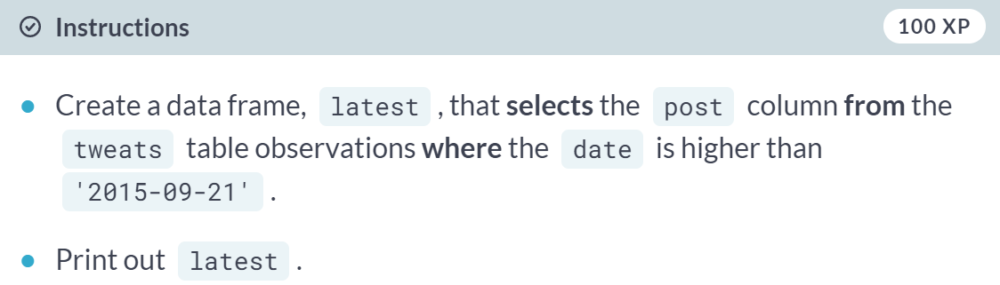 Instructions 100 XP
Create a data frame, latest , that selects the post column from the
tweats table observations where the date is higher than
'2015-09-21' .
Print out latest .